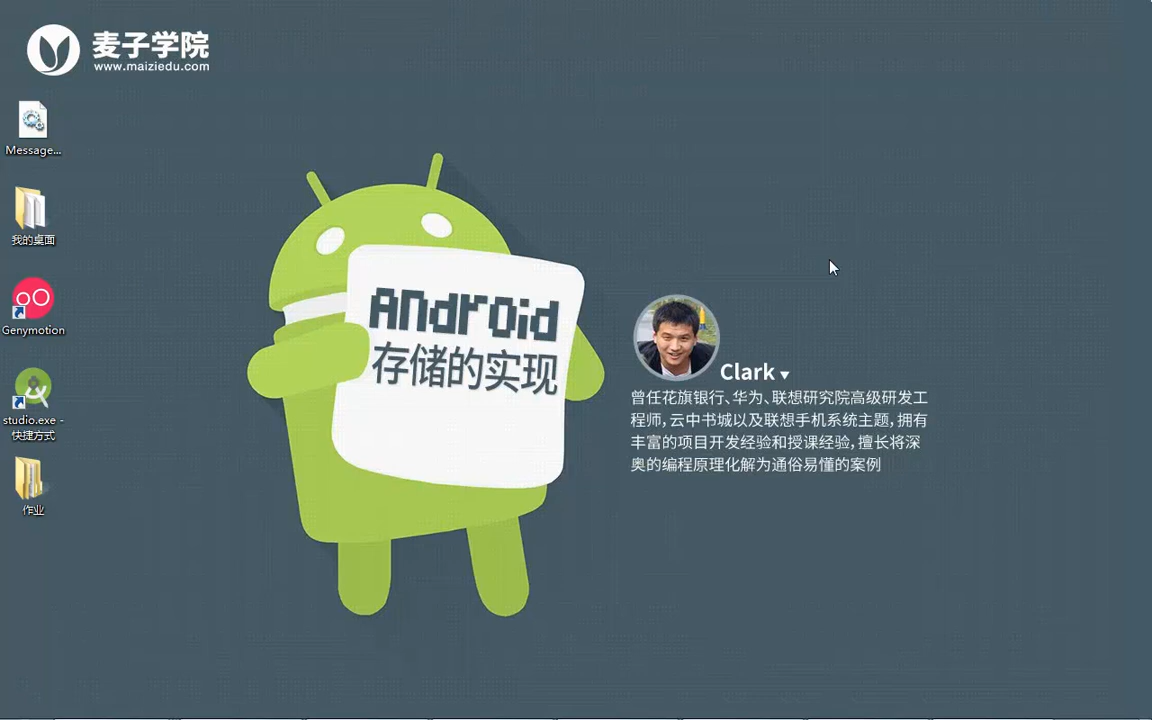 麦子学院
www.maiziedu.com
Message...
我的桌面
Genymotion
studio.exe -
快捷方式
作业
Android
存储的实现
Clark
曾任花旗银行、华为、联想研究院高级研发工
程师,云中书城以及联想手机系统主题,拥有
丰富的项目开发经验和授课经验,擅长将深
奥的编程原理化解为通俗易懂的案例